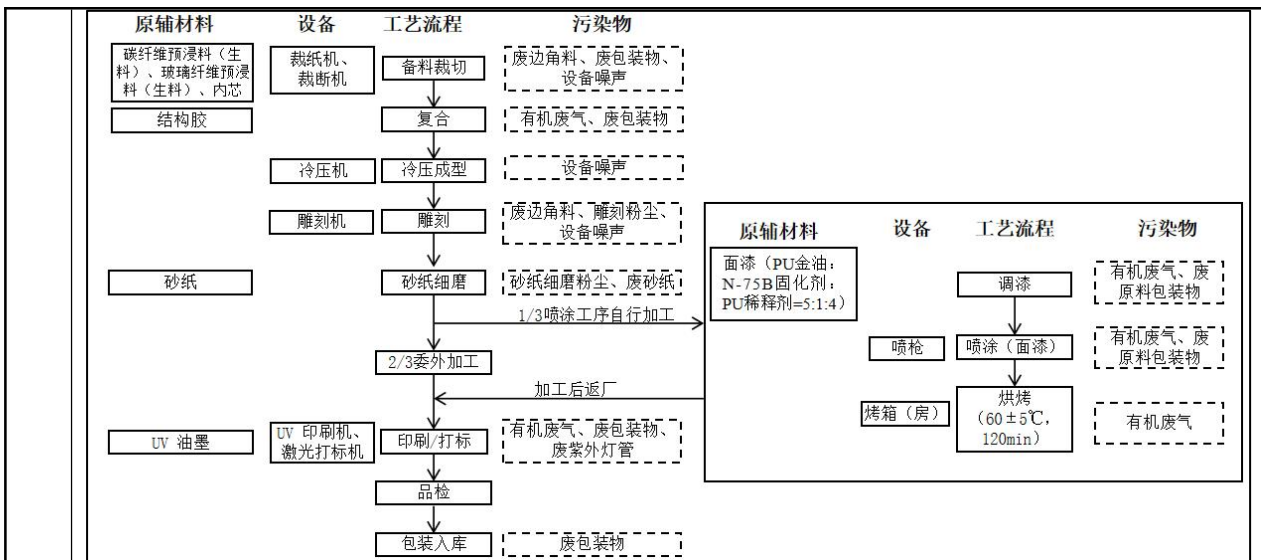 原辅材料 设备 工艺流程 污染物
碳纤维预浸料（生
料）、玻璃纤维预浸
料（生料）、内芯
裁纸机、
裁断机
备料裁切
废边角料、废包装物、
设备噪声
结构胶
复合
有机废气、废包装物
冷压机
冷压成型
设备噪声
雕刻机
雕刻
废边角料、雕刻粉尘、
设备噪声
砂纸
砂纸细磨
砂纸细磨粉尘、废砂纸
1/3喷涂工序自行加工
2/3委外加工
加工后返厂
UV 油墨
UV 印刷机、
激光打标机
印刷/打标
有机废气、废包装物、
废紫外灯管
品检
包装入库
废包装物
原辅材料 设备 工艺流程 污染物
面漆（PU金油：
N-75B固化剂：
PU稀释剂=5:1:4）
调漆
有机废气、废
原料包装物
喷枪
喷涂（面漆）
有机废气、废
原料包装物
烤箱（房）
烘烤
（60±5℃，
120min）
有机废气